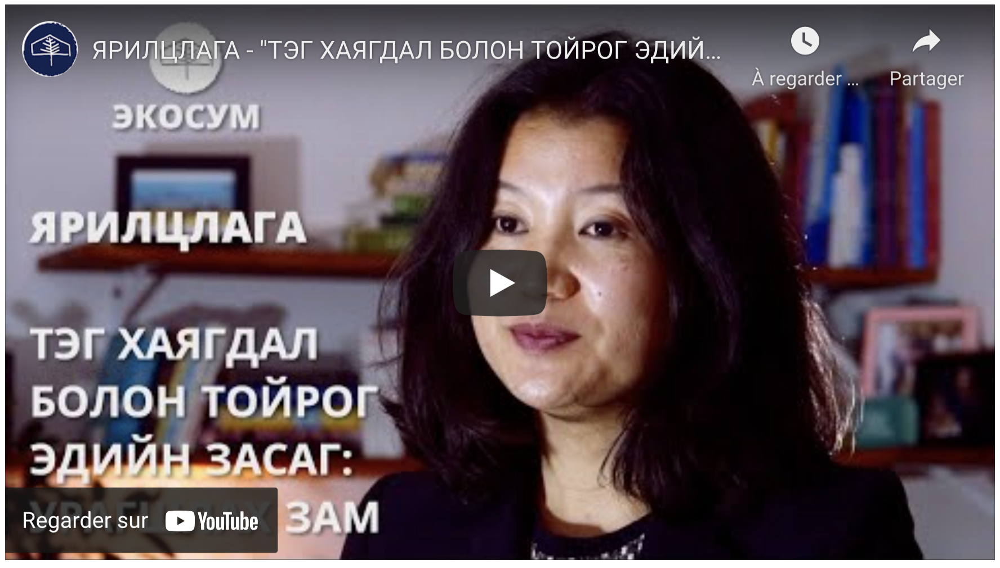 ЯРИЛЦЛАГА - "ТЭГ ХАЯГДАЛ БОЛОН ТОЙРОГ ЭДИЙ...
À regarder ...
Partager
ЭКОСУМ
ЯРИЛЦЛАГА
ТЭГ ХАЯГДАЛ
БОЛОН ТОЙРОГ
ЭДИЙН ЗАСАГ:
ЗАМ
Regarder sur YouTube